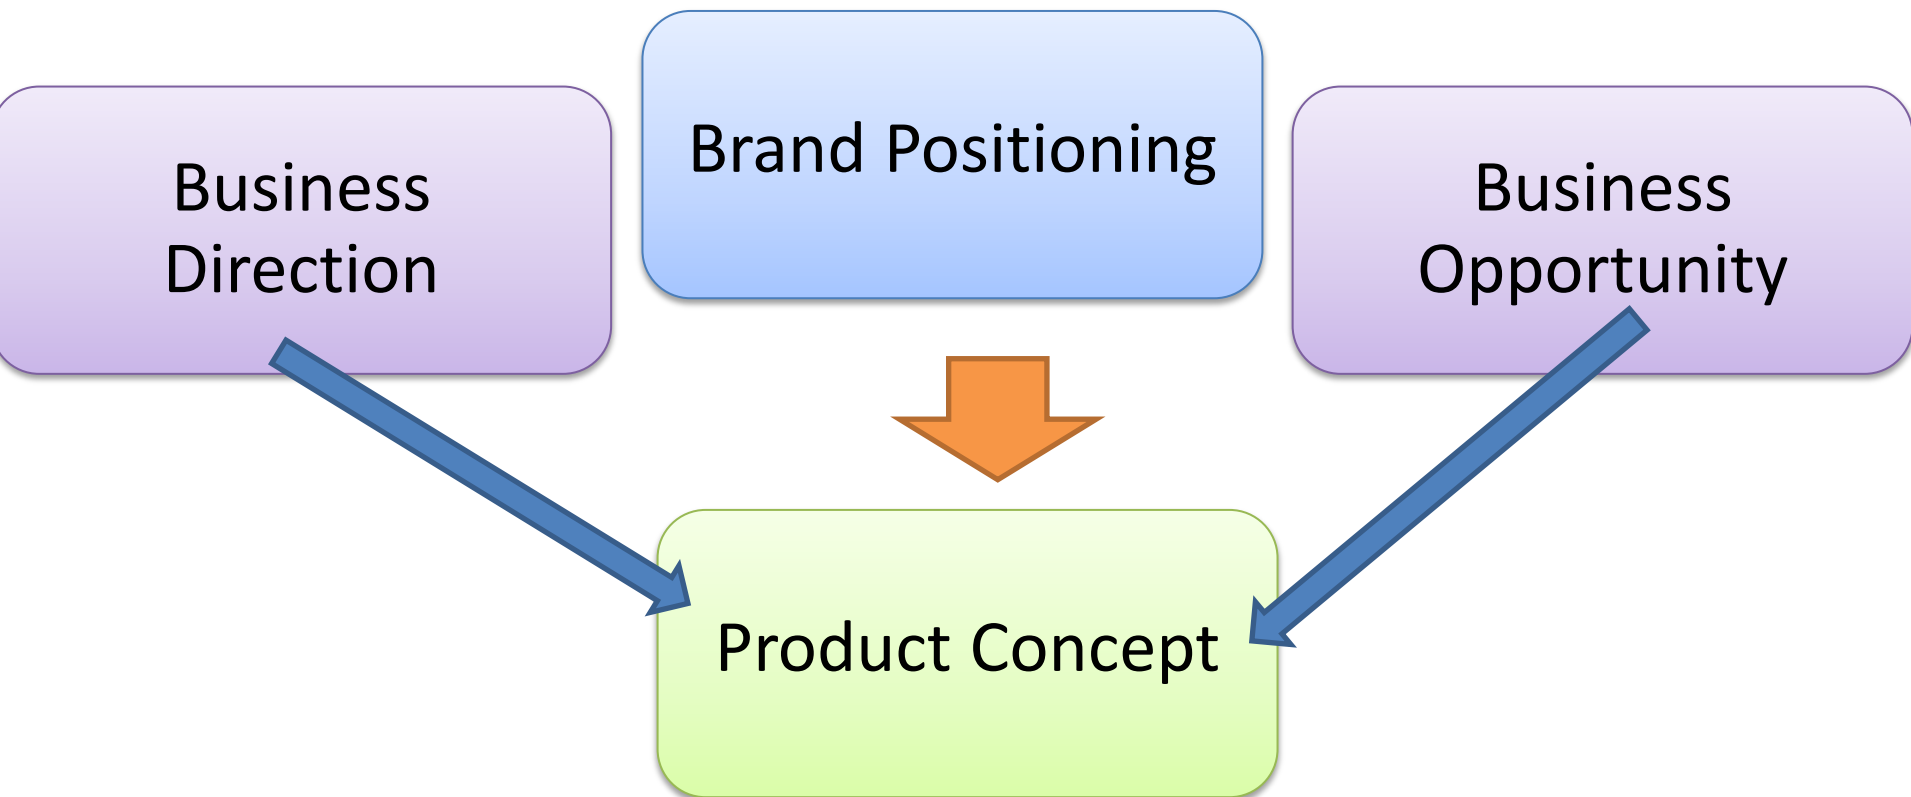 Brand Positioning
Business
Direction
Business
Opportunity
Product Concept